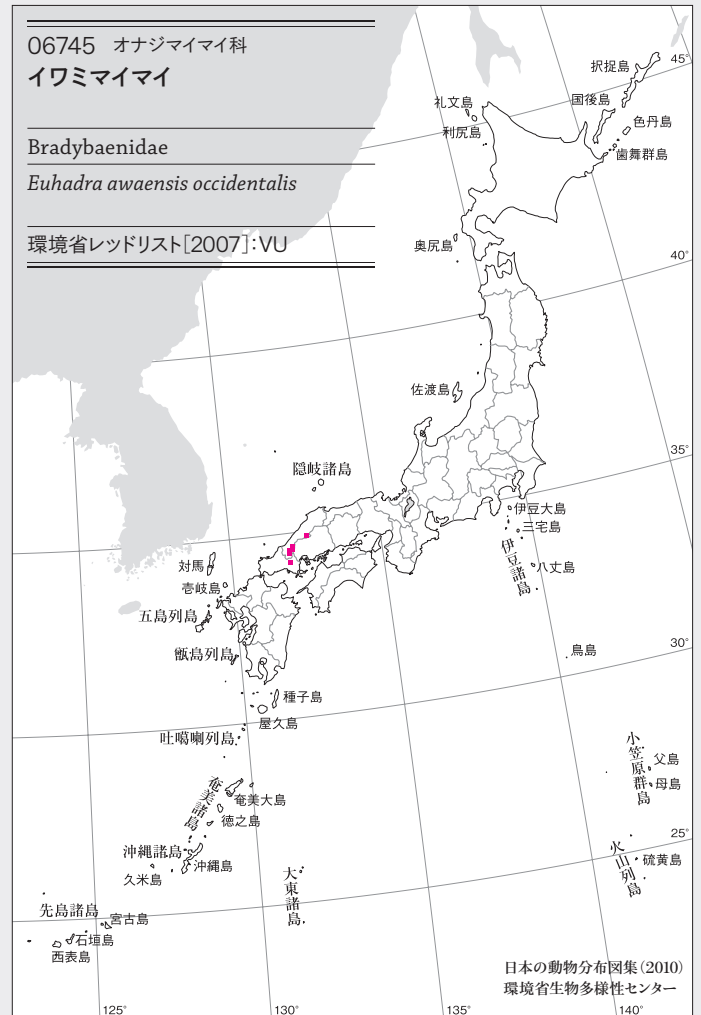 06745 オナジマイマイ科
イワミマイマイ
Bradybaenidae
Euhadra awaensis occidentalis
環境省レッドリスト[2007]:VU
択捉島
45°
礼文島
国後島
利尻島
色丹島
歯舞群島
奥尻島
40°
佐渡島
35°
隠岐諸島
伊豆大島
三宅島
伊豆諸島
八丈島
対馬
壱岐島
五島列島
甑島列島
鳥島
30°
種子島
屋久島
吐噶喇列島
小笠原群島
父島
母島
奄美諸島
奄美大島
徳之島
25°
火山列島
硫黄島
沖縄諸島
沖縄島
久米島
大東諸島
先島諸島
宮古島
石垣島
西表島
日本の動物分布図集(2010)
環境省生物多様性センター
125°
130°
135°
140°